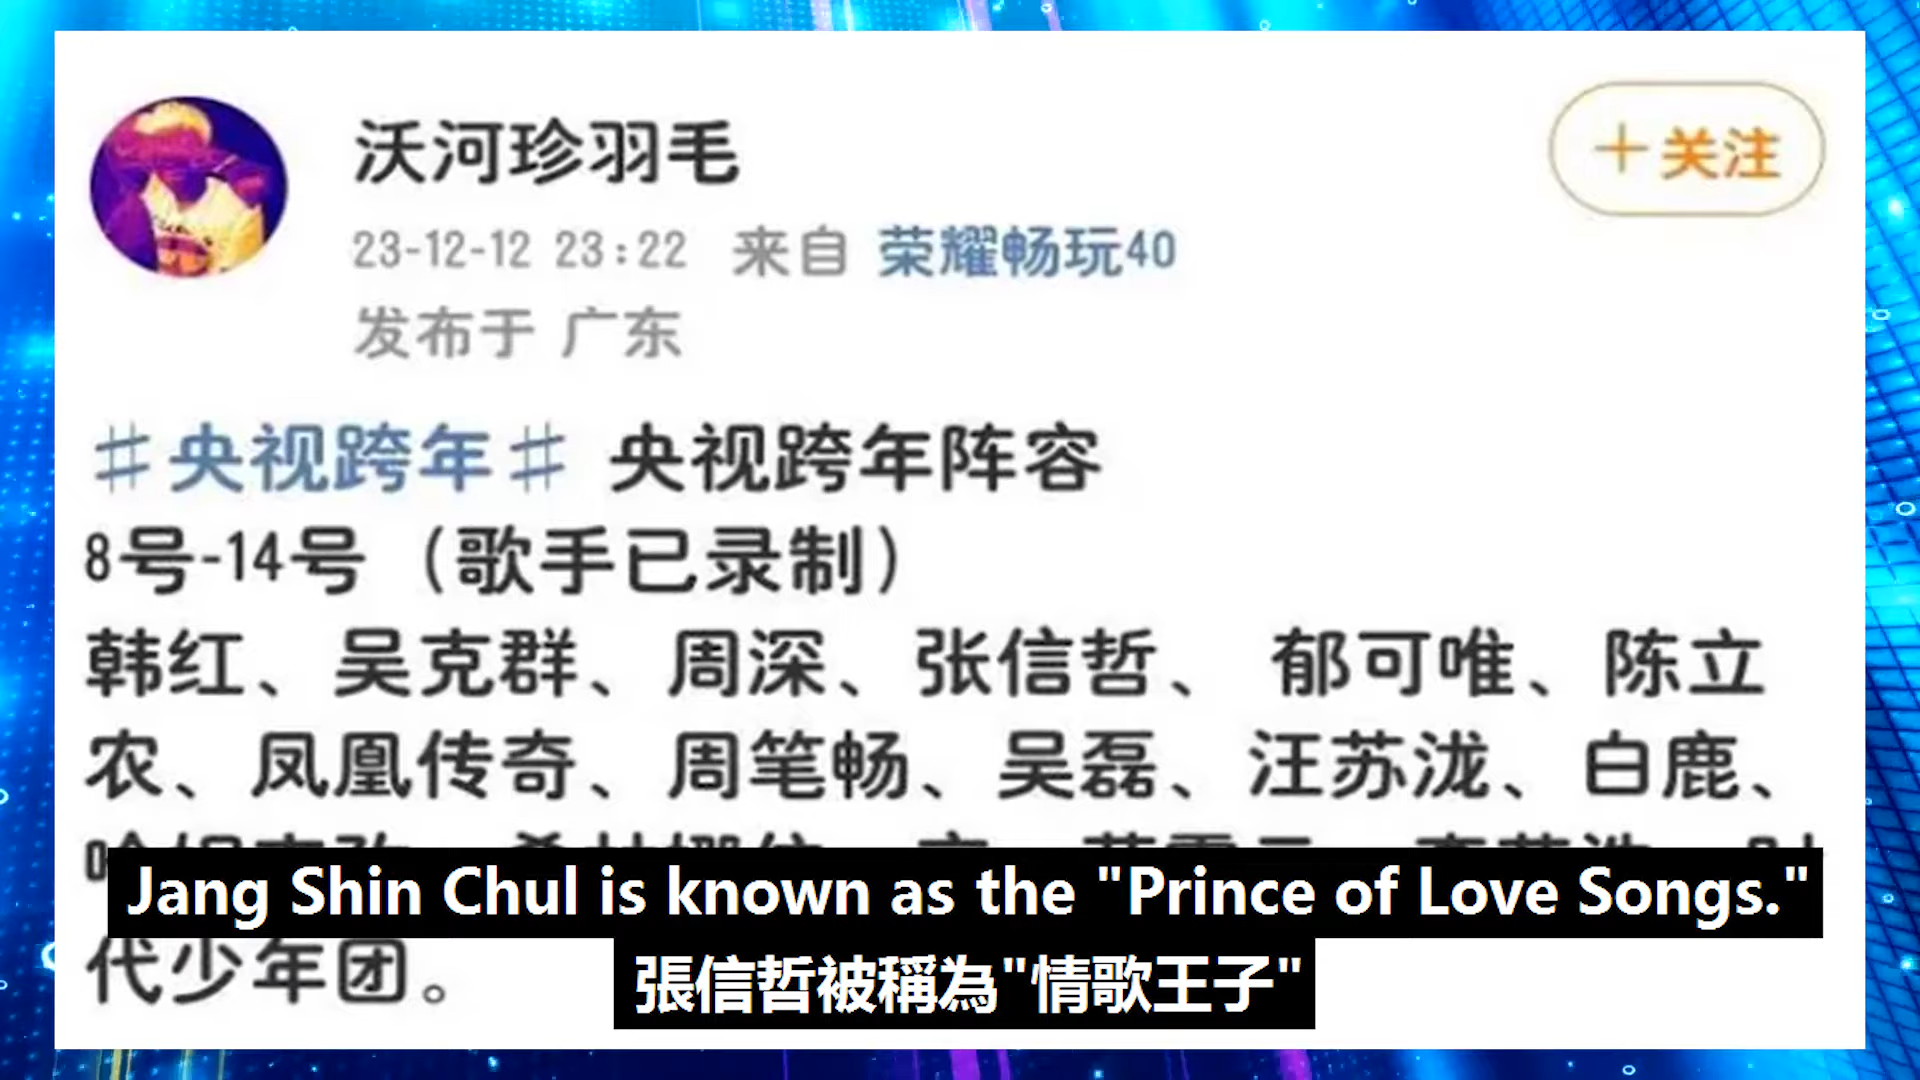 沃河珍羽毛
+关注
23-12-12 23:22 来自 荣耀畅玩40
发布于 广东
#央视跨年# 央视跨年阵容
8号-14号（歌手已录制）
韩红、吴克群、周深、张信哲、郁可唯、陈立
农、凤凰传奇、周笔畅、吴磊、汪苏泷、白鹿、
Jang Shin Chul is known as the "Prince of Love Songs."
代少年团。
張信哲被稱為"情歌王子"